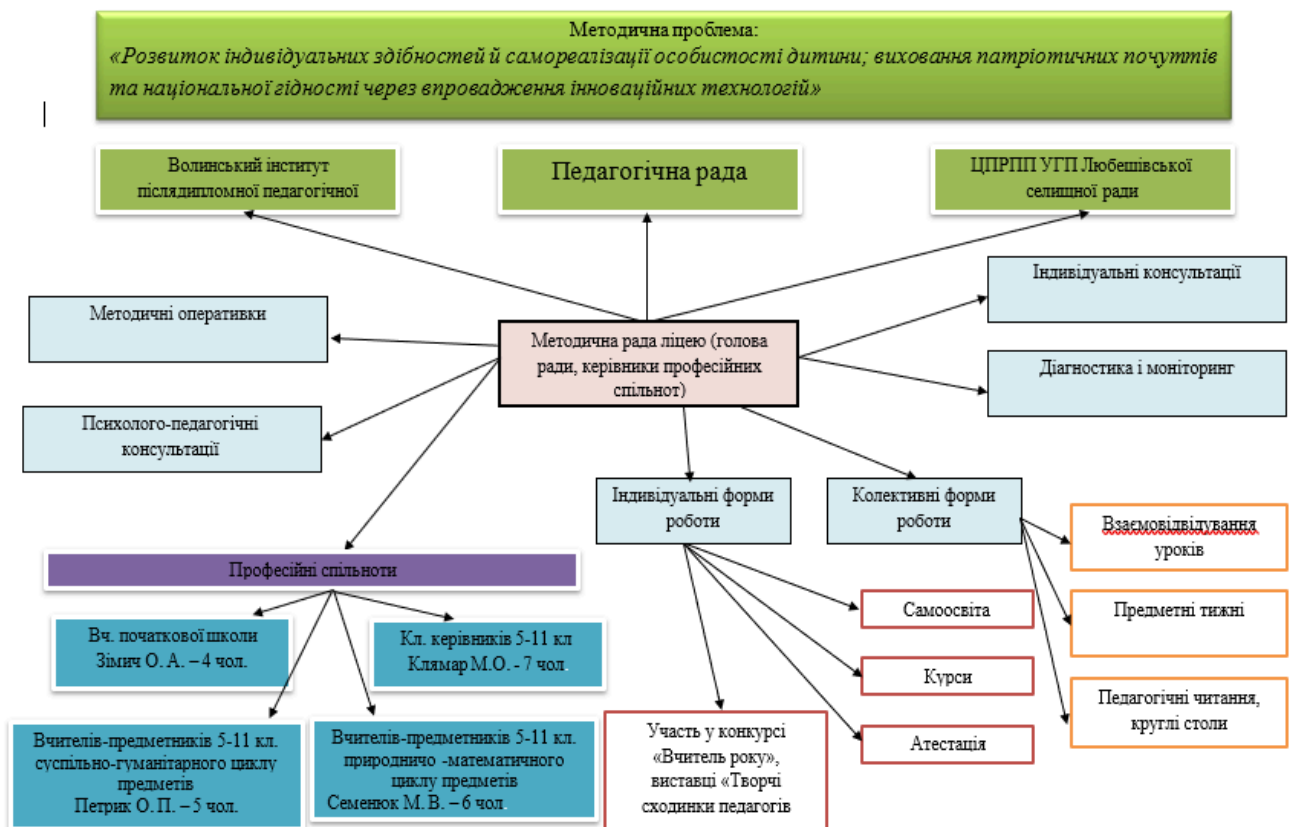 Методична проблема:
«Розвиток індивідуальних здібностей й самореалізації особистості дитини; виховання патріотичних почуттів
та національної гідності через впровадження інноваційних технологій»
Волинський інститут
післядипломної педагогічної
Педагогічна рада
ЦПРПП УГП Любешівської
селищної ради
Методичні оперативки
Індивідуальні консультації
Методична рада ліцею (голова
ради, керівники професійних
спільнот)
Діагностика і моніторинг
Психолого-педагогічні
консультації
Індивідуальні форми
роботи
Колективні форми
роботи
Взаємовідвідування
уроків
Професійні спільноти
Самоосвіта
Предметні тижні
Вч. початкової школи
Зімич О. А. – 4 чол.
Кл. керівників 5-11 кл
Клямар М.О. - 7 чол.
Курси
Педагогічні читання,
круглі столи
Вчителів-предметників 5-11 кл.
суспільно-гуманітарного циклу
предметів
Петрик О. П. – 5 чол.
Вчителів-предметників 5-11 кл.
природничо -математичного
циклу предметів
Семенюк М. В. – 6 чол.
Участь у конкурсі
«Вчитель року»,
виставці «Творчі
сходинки педагогів
Атестація